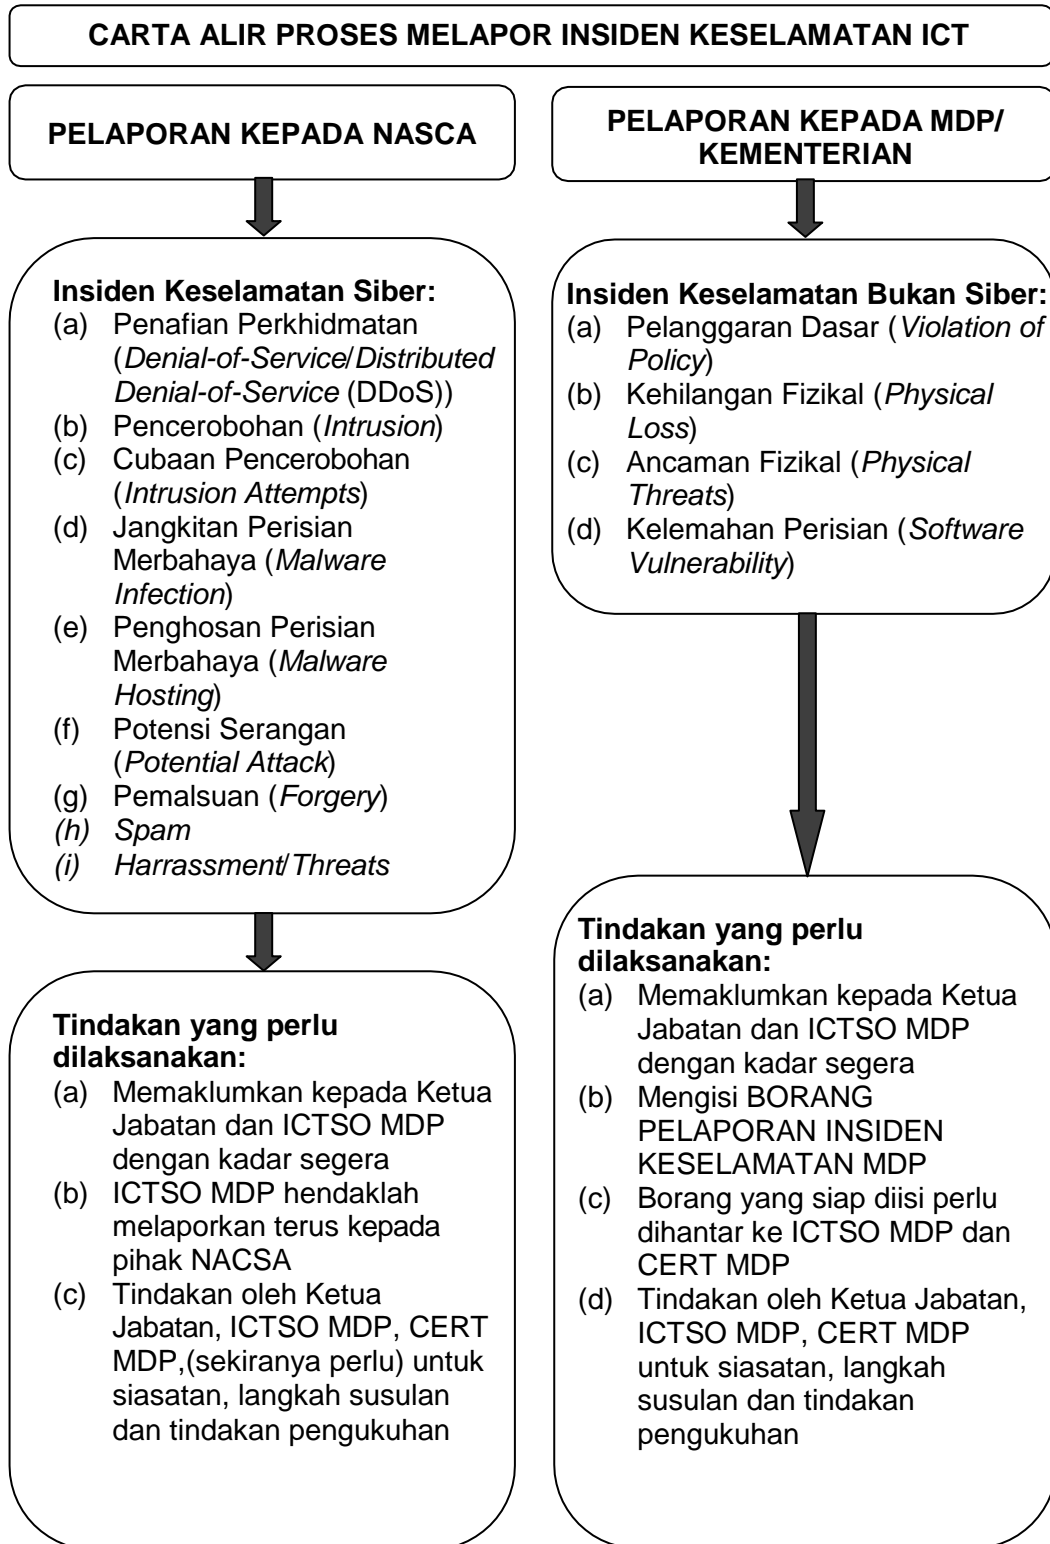 CARTA ALIR PROSES MELAPOR INSIDEN KESELAMATAN ICT
PELAPORAN KEPADA NASCA
Insiden Keselamatan Siber:
(a) Penafian Perkhidmatan
(Denial-of-Service/Distributed
Denial-of-Service (DDoS))
(b) Pencerobohan (Intrusion)
(c) Cubaan Pencerobohan
(Intrusion Attempts)
(d) Jangkitan Perisian
Merbahaya (Malware
Infection)
(e) Penghosan Perisian
Merbahaya (Malware
Hosting)
(f) Potensi Serangan
(Potential Attack)
(g) Pemalsuan (Forgery)
(h) Spam
(i) Harrassment/Threats
Tindakan yang perlu
dilaksanakan:
(a) Memaklumkan kepada Ketua
Jabatan dan ICTSO MDP
dengan kadar segera
(b) ICTSO MDP hendaklah
melaporkan terus kepada
pihak NACSA
(c) Tindakan oleh Ketua
Jabatan, ICTSO MDP, CERT
MDP,(sekiranya perlu) untuk
siasatan, langkah susulan
dan tindakan pengukuhan
PELAPORAN KEPADA MDP/
KEMENTERIAN
Insiden Keselamatan Bukan Siber:
(a) Pelanggaran Dasar (Violation of
Policy)
(b) Kehilangan Fizikal (Physical
Loss)
(c) Ancaman Fizikal (Physical
Threats)
(d) Kelemahan Perisian (Software
Vulnerability)
Tindakan yang perlu
dilaksanakan:
(a) Memaklumkan kepada Ketua
Jabatan dan ICTSO MDP
dengan kadar segera
(b) Mengisi BORANG
PELAPORAN INSIDEN
KESELAMATAN MDP
(c) Borang yang siap diisi perlu
dihantar ke ICTSO MDP dan
CERT MDP
(d) Tindakan oleh Ketua Jabatan,
ICTSO MDP, CERT MDP
untuk siasatan, langkah
susulan dan tindakan
pengukuhan